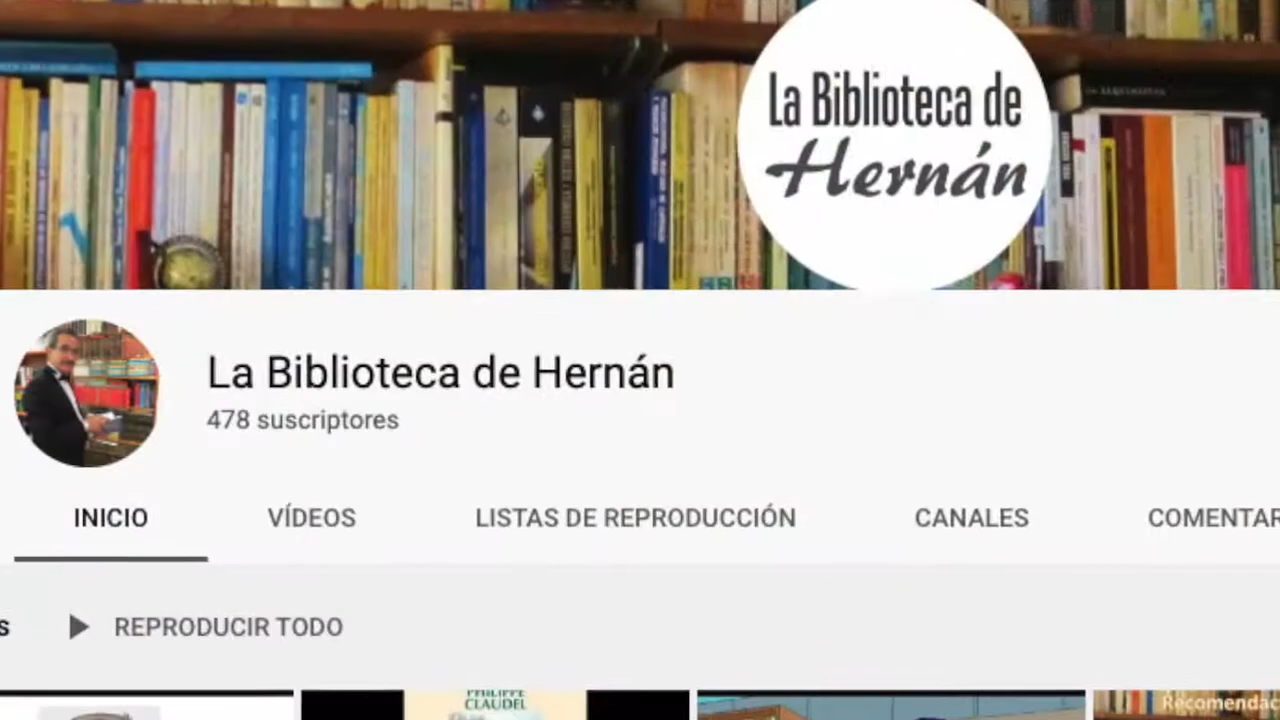 La Biblioteca de
Hernán
La Biblioteca de Hernán
478 suscriptores
INICIO
VÍDEOS
LISTAS DE REPRODUCCIÓN
CANALES
COMENTAR
S
REPRODUCIR TODO
PHILIPPE
CLAUDEL
Recomendac